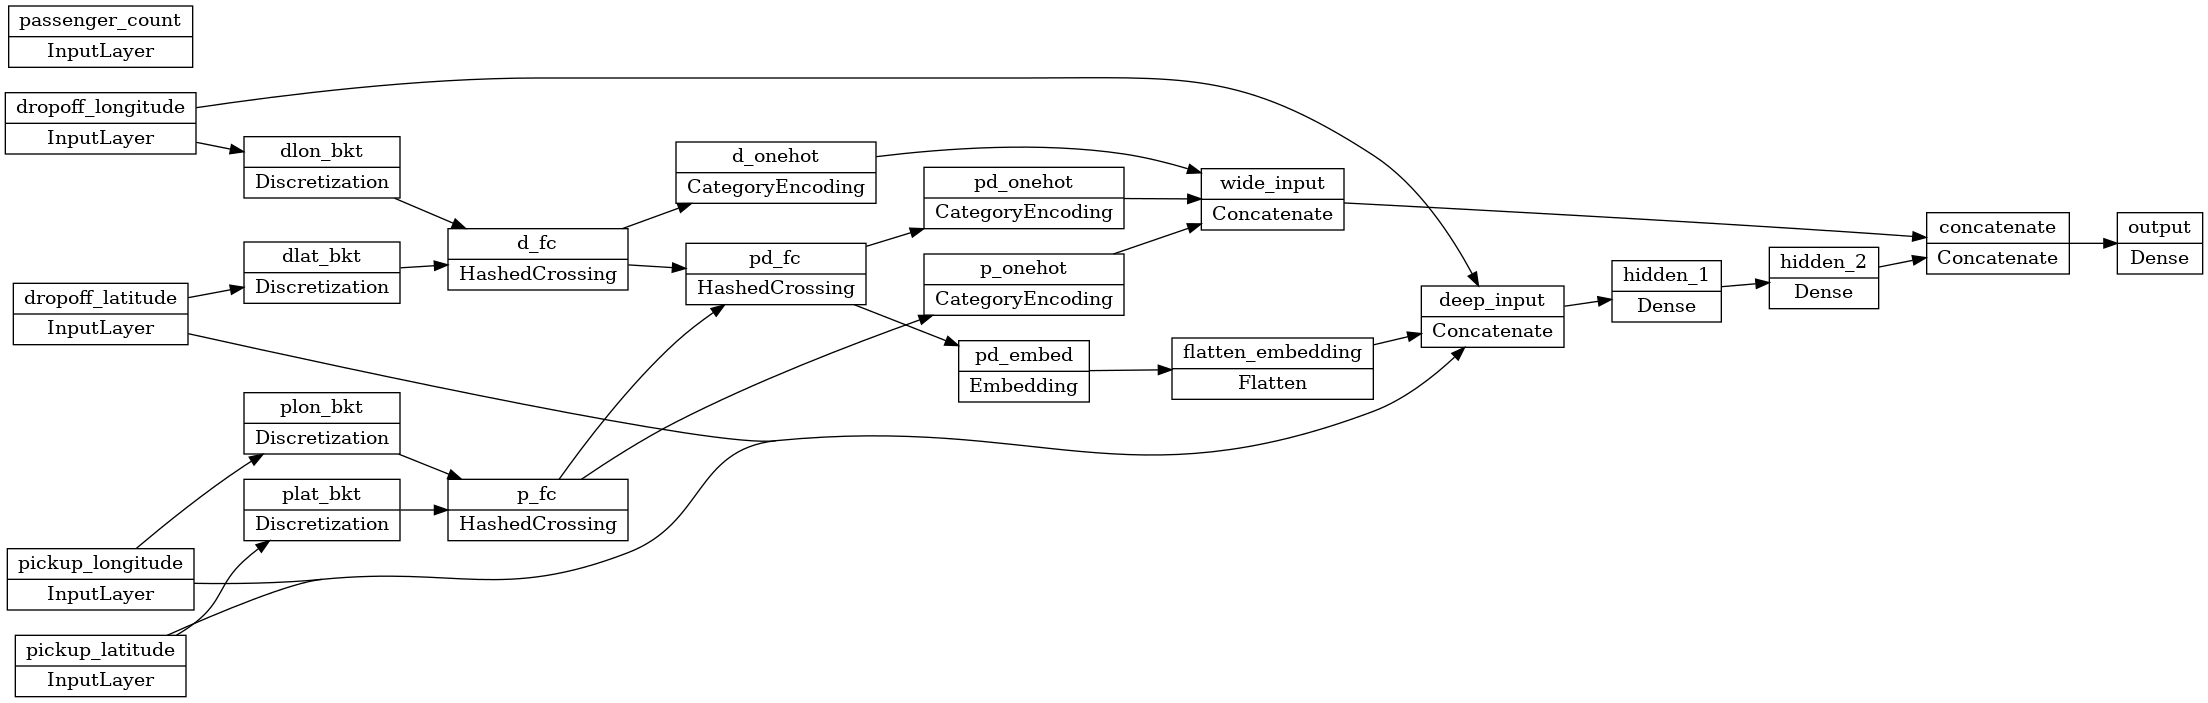 passenger_count
InputLayer
dropoff_longitude
InputLayer
dropoff_latitude
InputLayer
pickup_longitude
InputLayer
pickup_latitude
InputLayer
dlon_bkt
Discretization
dlat_bkt
Discretization
plon_bkt
Discretization
plat_bkt
Discretization
d_fc
HashedCrossing
p_fc
HashedCrossing
d_onehot
CategoryEncoding
pd_fc
HashedCrossing
pd_onehot
CategoryEncoding
p_onehot
CategoryEncoding
pd_embed
Embedding
wide_input
Concatenate
flatten_embedding
Flatten
deep_input
Concatenate
hidden_1
Dense
hidden_2
Dense
concatenate
Concatenate
output
Dense